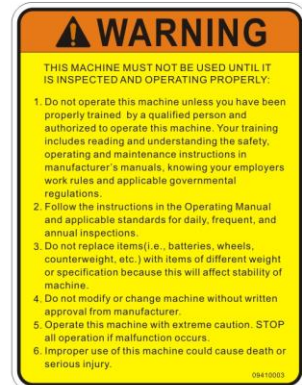 WARNING
THIS MACHINE MUST NOT BE USED UNTIL IT
IS INSPECTED AND OPERATING PROPERLY:
1. Do not operate this machine unless you have been
properly trained by a qualified person and
authorized to operate this machine. Your training
includes reading and understanding the safety,
operating and maintenance instructions in
manufacturer's manuals, knowing your employers
work rules and applicable governmental
regulations.
2. Follow the instructions in the Operating Manual
and applicable standards for daily, frequent, and
annual inspections.
3. Do not replace items(i.e., batteries, wheels,
counterweight, etc.) with items of different weight
or specification because this will affect stability of
machine.
4. Do not modify or change machine without written
approval from manufacturer.
5. Operate this machine with extreme caution. STOP
all operation if malfunction occurs.
6. Improper use of this machine could cause death or
serious injury.
09410003